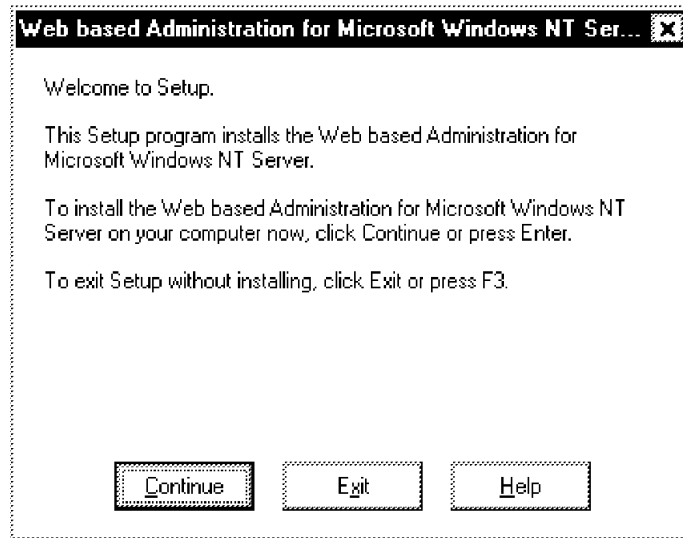 Web based Administration for Microsoft Windows NT Ser...
Welcome to Setup.
This Setup program installs the Web based Administration for
Microsoft Windows NT Server.
To install the Web based Administration for Microsoft Windows NT
Server on your computer now, click Continue or press Enter.
To exit Setup without installing, click Exit or press F3.
Continue Exit Help